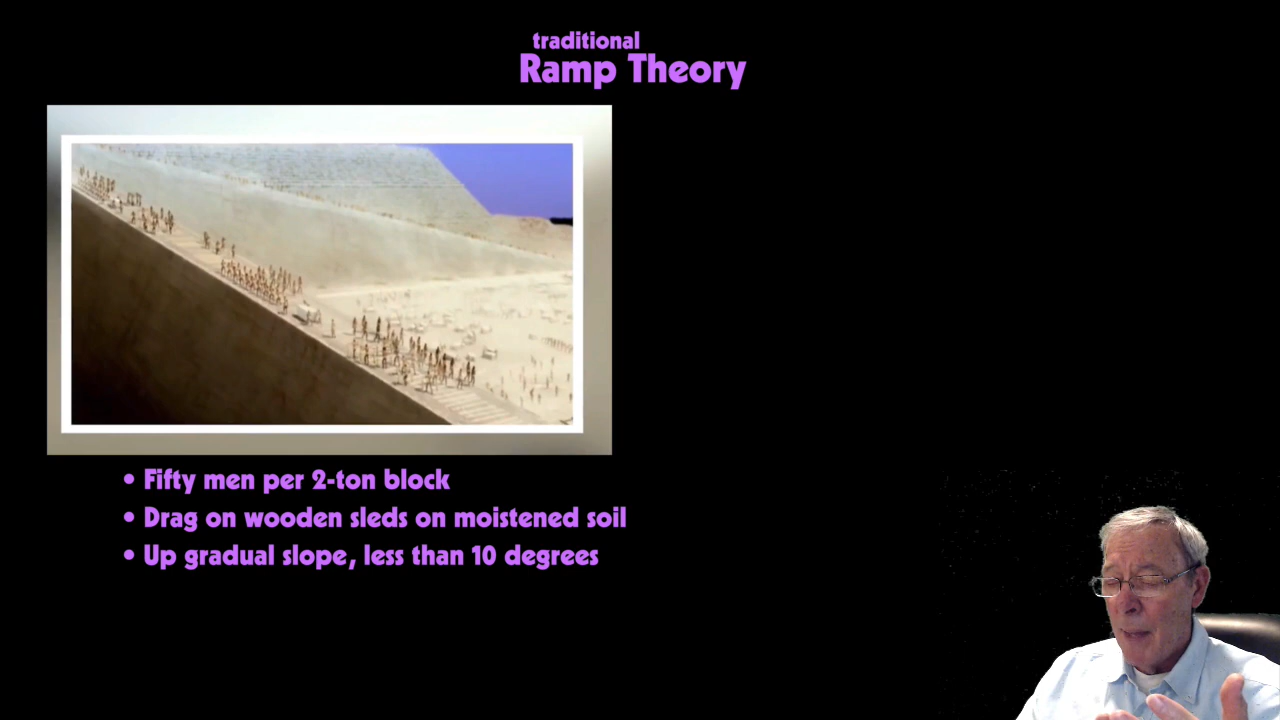 traditional
Ramp Theory
• Fifty men per 2-ton block
• Drag on wooden sleds on moistened soil
• Up gradual slope, less than 10 degrees